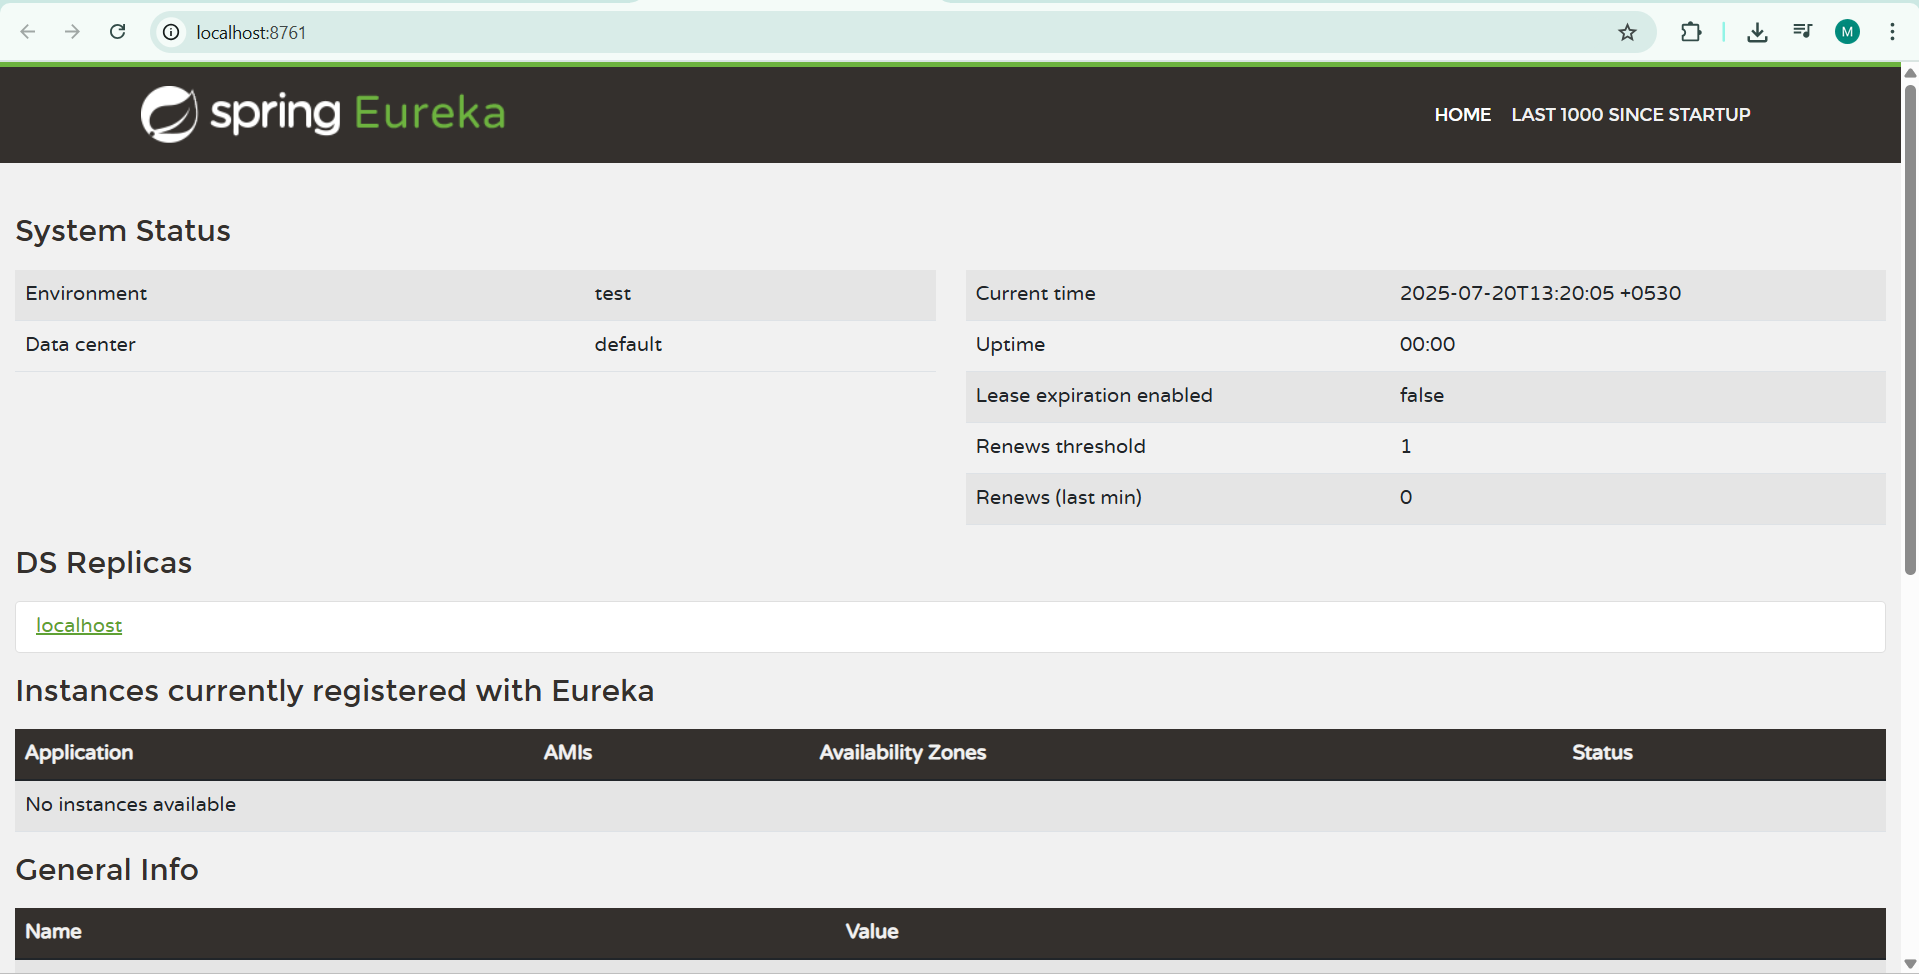 localhost:8761
M
spring Eureka
HOME LAST 1000 SINCE STARTUP
System Status
Environment test
Data center default
Current time 2025-07-20T13:20:05 +0530
Uptime 00:00
Lease expiration enabled false
Renews threshold 1
Renews (last min) 0
DS Replicas
localhost
Instances currently registered with Eureka
Application AMIs Availability Zones Status
No instances available
General Info
Name Value